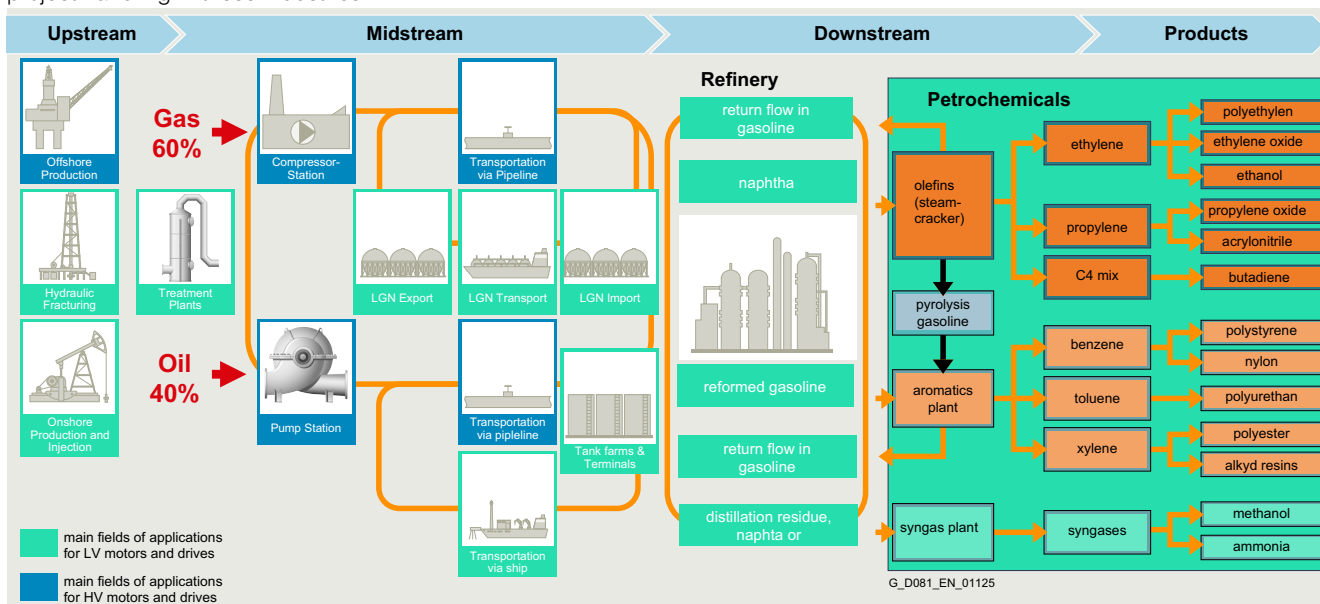 Upstream
Midstream
Downstream
Products
Offshore
Production
Hydraulic
Fracturing
Treatment
Plants
Onshore
Production and
Injection
Gas
60%
Oil
40%
Compressor-
Station
Transportation
via Pipeline
LGN Export
LGN Transport
LGN Import
Pump Station
Transportation
via pipleline
Tank farms &
Terminals
Transportation
via ship
Refinery
return flow in
gasoline
naphtha
reformed gasoline
return flow in
gasoline
distillation residue,
naphta or
Petrochemicals
olefins
(steam-
cracker)
pyrolysis
gasoline
aromatics
plant
syngas plant
ethylene
propylene
C4 mix
benzene
toluene
xylene
syngases
polyethylen
ethylene oxide
ethanol
propylene oxide
acrylonitrile
butadiene
polystyrene
nylon
polyurethan
polyester
alkyd resins
methanol
ammonia
main fields of applications
for LV motors and drives
main fields of applications
for HV motors and drives
G_D081_EN_01125